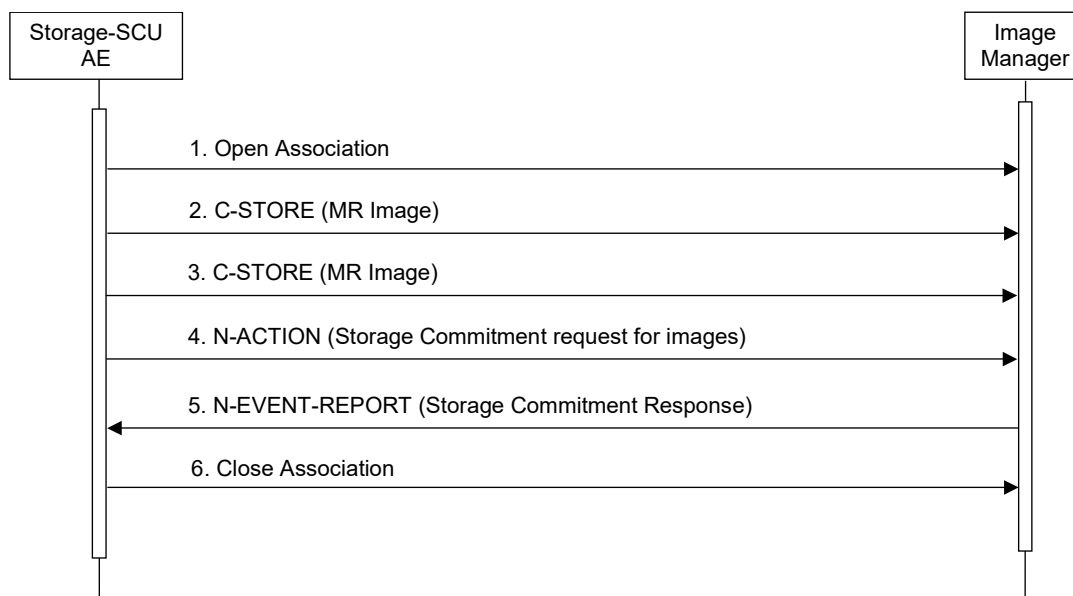 Storage-SCU
AE
Image
Manager
1. Open Association
2. C-STORE (MR Image)
3. C-STORE (MR Image)
4. N-ACTION (Storage Commitment request for images)
5. N-EVENT-REPORT (Storage Commitment Response)
6. Close Association